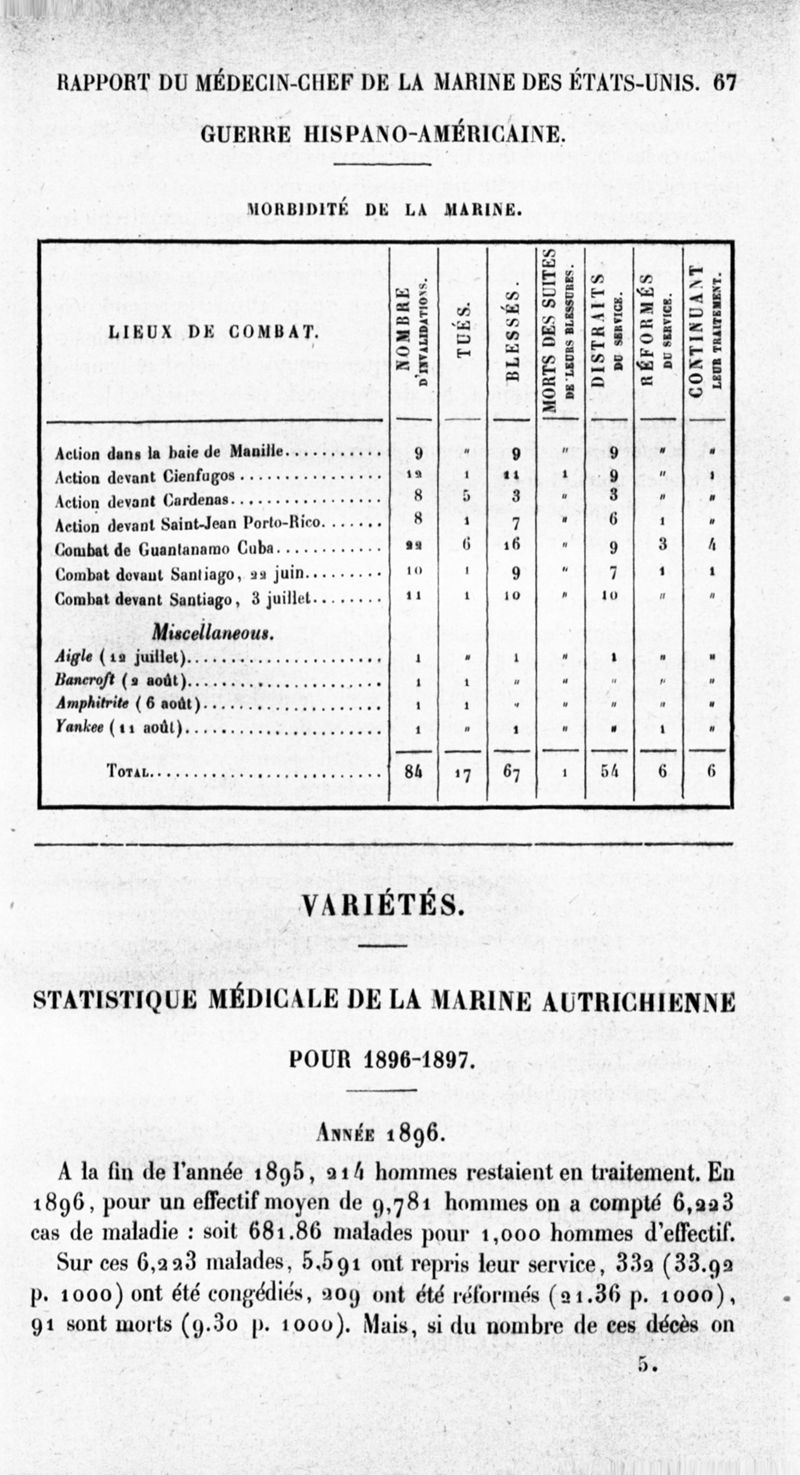 RAPPORT DU MÉDECIN-CHEF DE LA MARINE DES ÉTATS-UNIS. 67
GUERRE HISPANO-AMÉRICAINE.
MORBIDITÉ DE LA MARINE.
LIEUX DE COMBAT. NOMBRE D'INVALIDATIONS. TUÉS. BLESSÉS. MORTS DES SUITES DE LEURS BLESSURES. DISTRAITS DU SERVICE. RÉFORMÉS DU SERVICE. CONTINUANT LEUR TRAITEMENT.
Action dans la baie de Manille........... 9 " 9 " 9 " "
Action devant Cienfugos................ 12 1 11 1 9 " 1
Action devant Cardenas................. 8 5 3 " 3 " "
Action devant Saint-Jean Porto-Rico....... 8 1 7 " 6 1 "
Combat de Guantanamo Cuba............ 22 6 16 " 9 3 4
Combat devant Santiago, 22 juin......... 10 1 9 " 7 1 1
Combat devant Santiago, 3 juillet........ 11 1 10 " 10 " "
Miscellaneous.
Aigle (12 juillet)....................... 1 " 1 " 1 " "
Bancroft (2 août)....................... 1 1 " " " " "
Amphitrite (6 août)..................... 1 1 " " " " "
Yankee (11 août)....................... 1 " 1 " " 1 "
TOTAL.......................... 84 17 67 1 54 6 6
VARIÉTÉS.
STATISTIQUE MÉDICALE DE LA MARINE AUTRICHIENNE
POUR 1896-1897.
ANNÉE 1896.
A la fin de l'année 1895, 214 hommes restaient en traitement. En
1896, pour un effectif moyen de 9,781 hommes on a compté 6,223
cas de maladie : soit 681.86 malades pour 1,000 hommes d'effectif.
Sur ces 6,223 malades, 5,591 ont repris leur service, 332 (33.92
p. 1000) ont été congédiés, 209 ont été réformés (21.36 p. 1000),
91 sont morts (9.30 p. 1000). Mais, si du nombre de ces décès on
5.